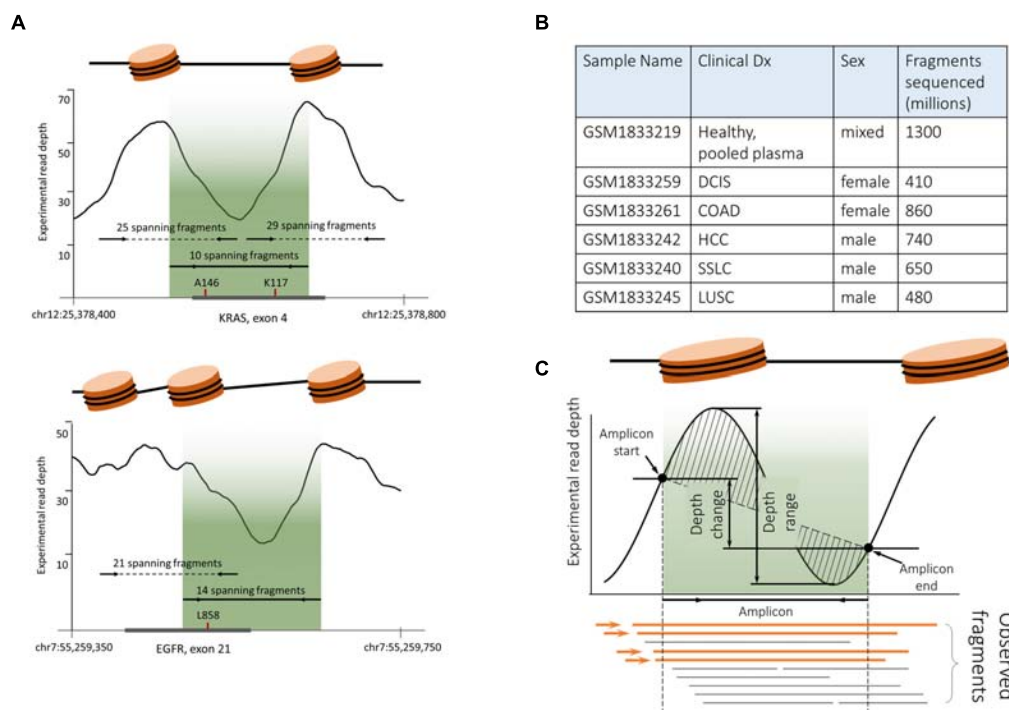 A
70
50
30
10
Experimental read depth
25 spanning fragments
29 spanning fragments
10 spanning fragments
A146
K117
chr12:25,378,400
KRAS, exon 4
chr12:25,378,800
50
30
10
Experimental read depth
21 spanning fragments
14 spanning fragments
L858
chr7:55,259,350
EGFR, exon 21
chr7:55,259,750
B
Sample Name Clinical Dx Sex Fragments
sequenced
(millions)
GSM1833219 Healthy, mixed 1300
pooled plasma
GSM1833259 DCIS female 410
GSM1833261 COAD female 860
GSM1833242 HCC male 740
GSM1833240 SSLC male 650
GSM1833245 LUSC male 480
C
Experimental read depth
Amplicon
start
Depth
change
Depth
range
Amplicon
end
Amplicon
Observed
fragments